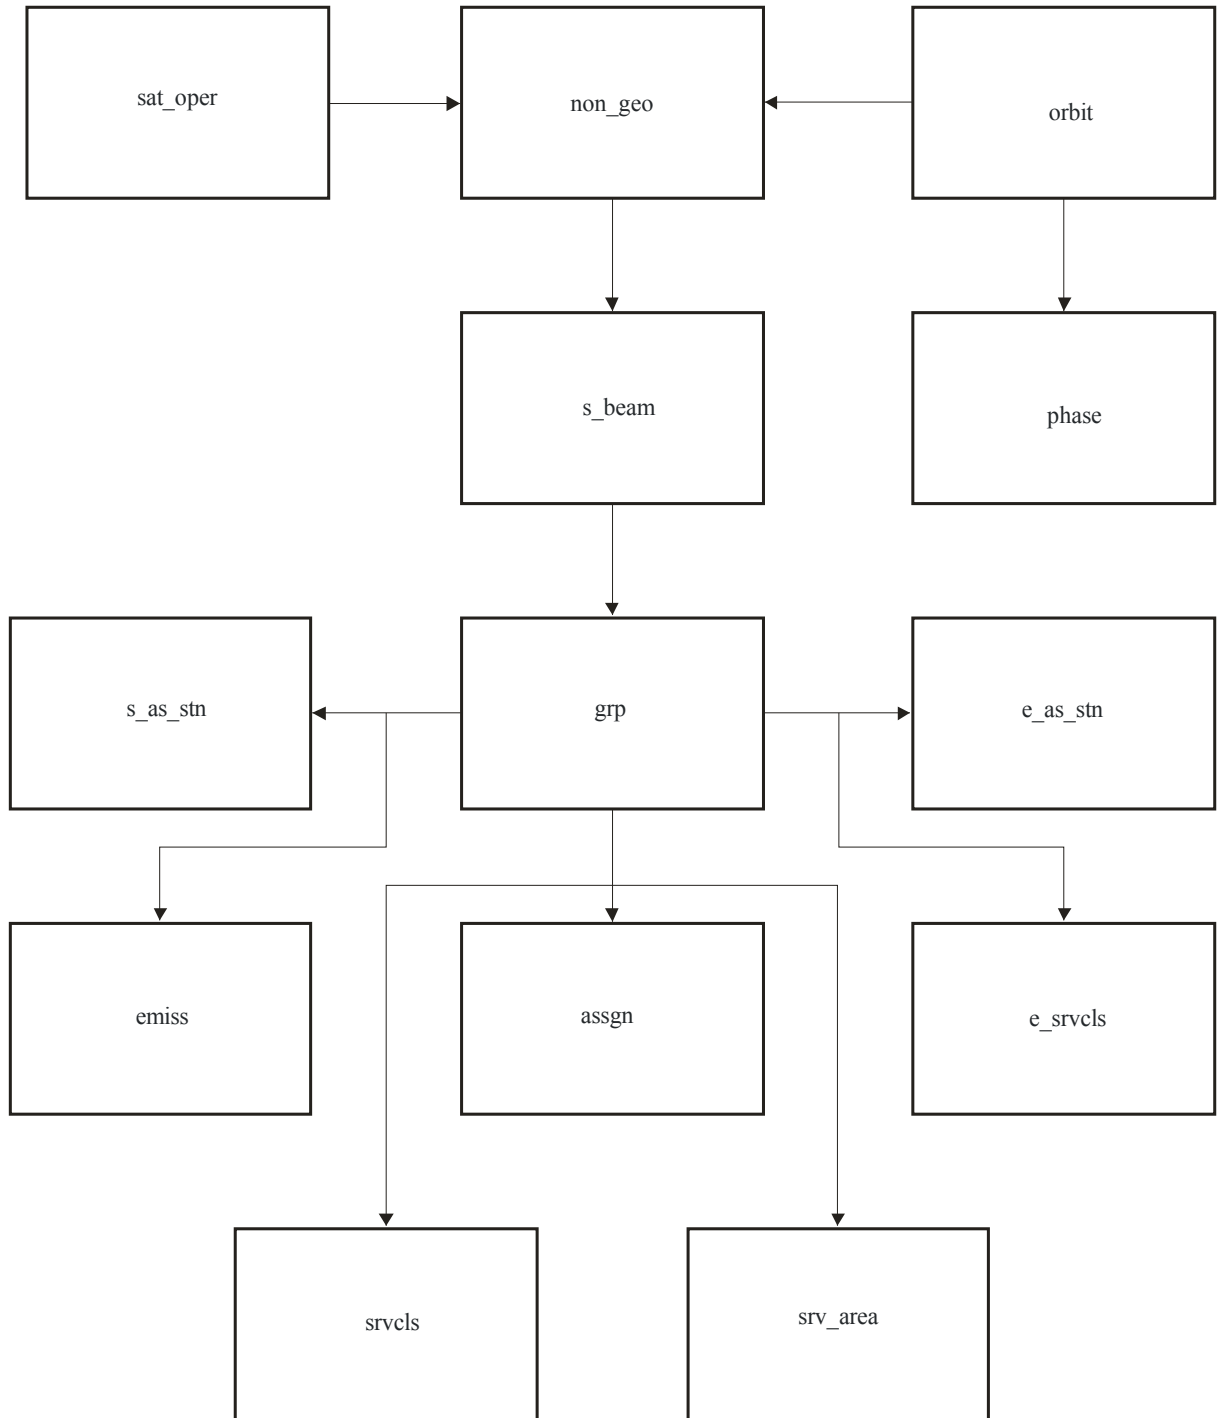 sat_oper
non_geo
orbit
s_beam
phase
s_as_stn
grp
e_as_stn
emiss
assgn
e_srvcls
srvcls
srv_area